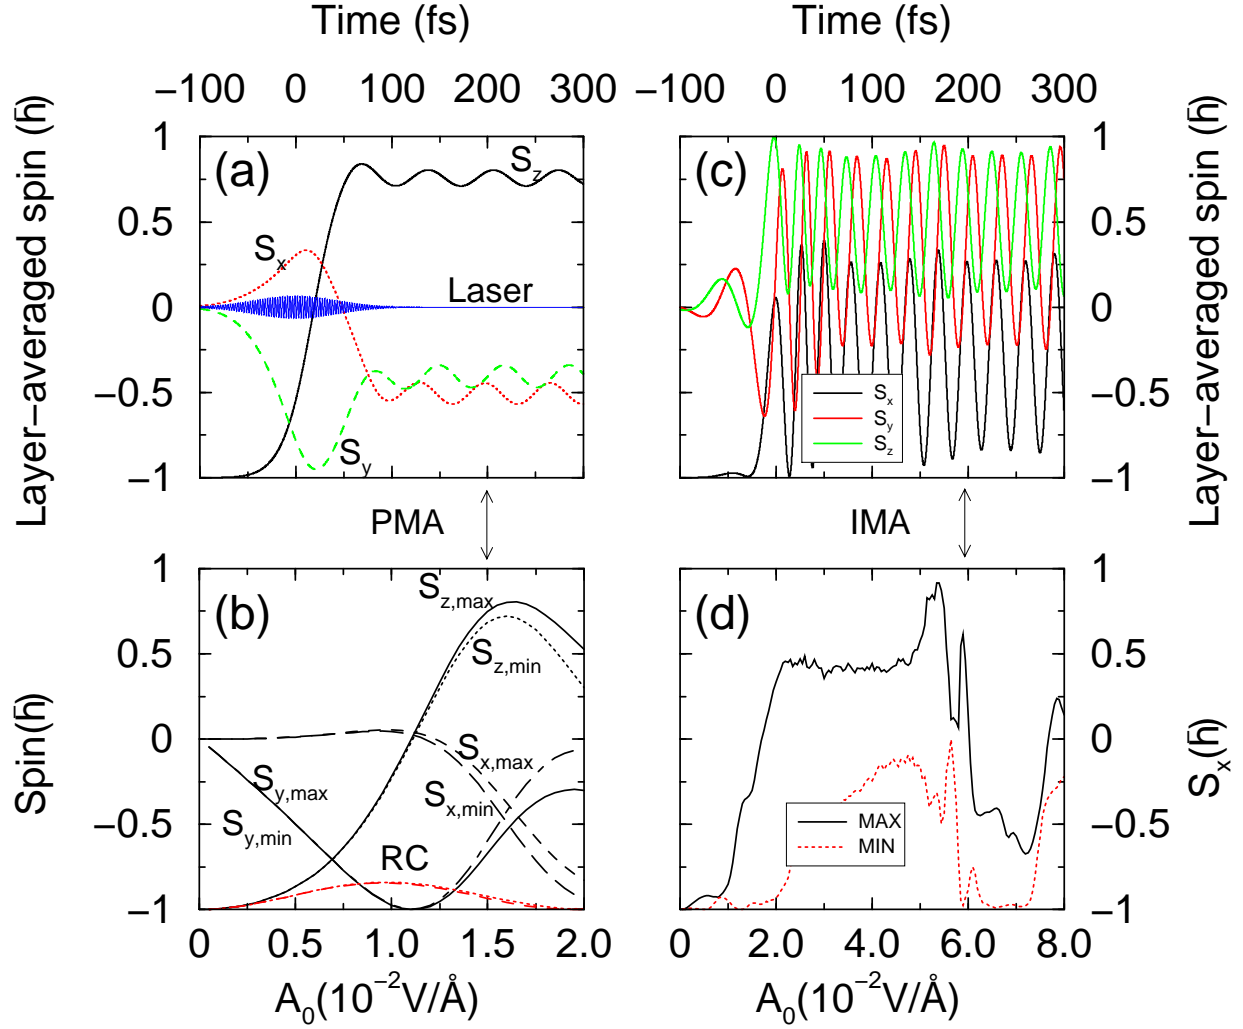 Time (fs)
Time (fs)
−100 0 100 200 300
−100 0 100 200 300
Layer−averaged spin (ħ)
1
0.5
0
−0.5
−1
(a)
S_z
S_x
Laser
S_y
(c)
S_x
S_y
S_z
1
0.5
0
−0.5
−1
Layer−averaged spin (ħ)
PMA
IMA
Spin(ħ)
1
0.5
0
−0.5
−1
(b)
S_z,max
S_z,min
S_x,max
S_y,max
S_x,min
S_y,min
RC
(d)
MAX
MIN
1
0.5
0
−0.5
−1
S_x(ħ)
0 0.5 1.0 1.5 2.0
0 2.0 4.0 6.0 8.0
A_0(10^−2V/Å)
A_0(10^−2V/Å)